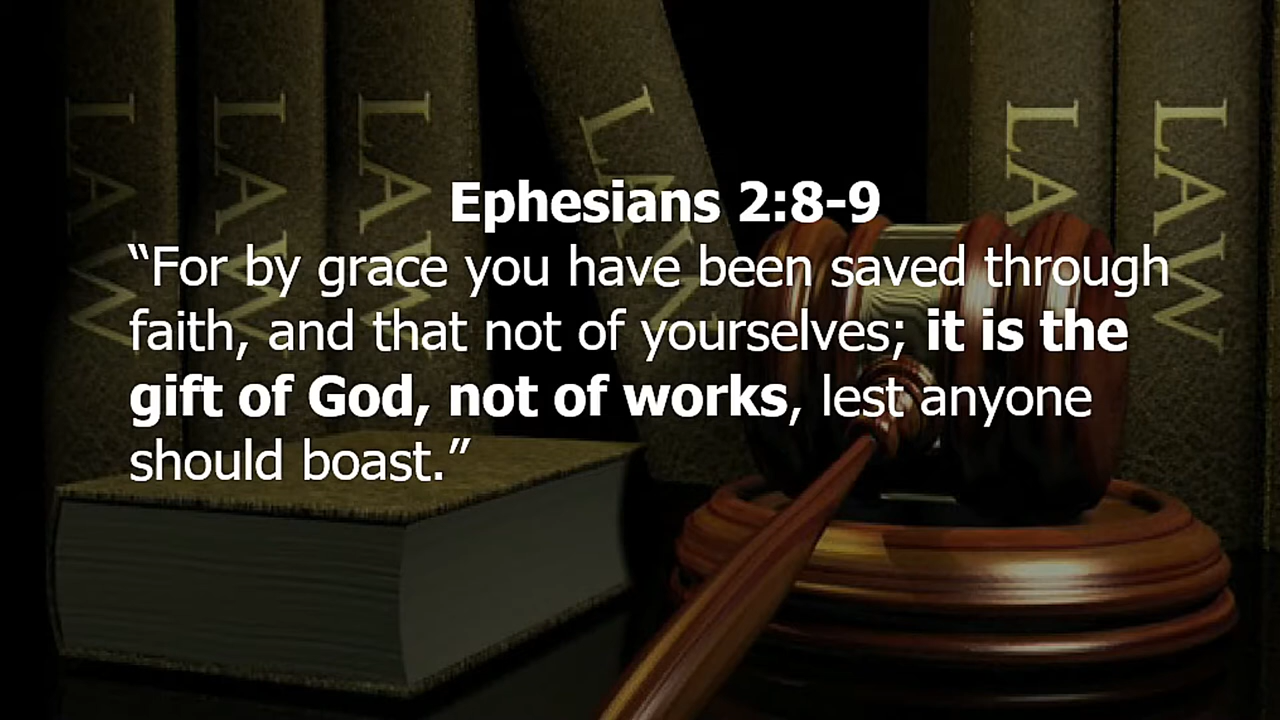 LAW
LAW
LAW
LAW
LAW
LAW
Ephesians 2:8-9
“For by grace you have been saved through
faith, and that not of yourselves; it is the
gift of God, not of works, lest anyone
should boast.”